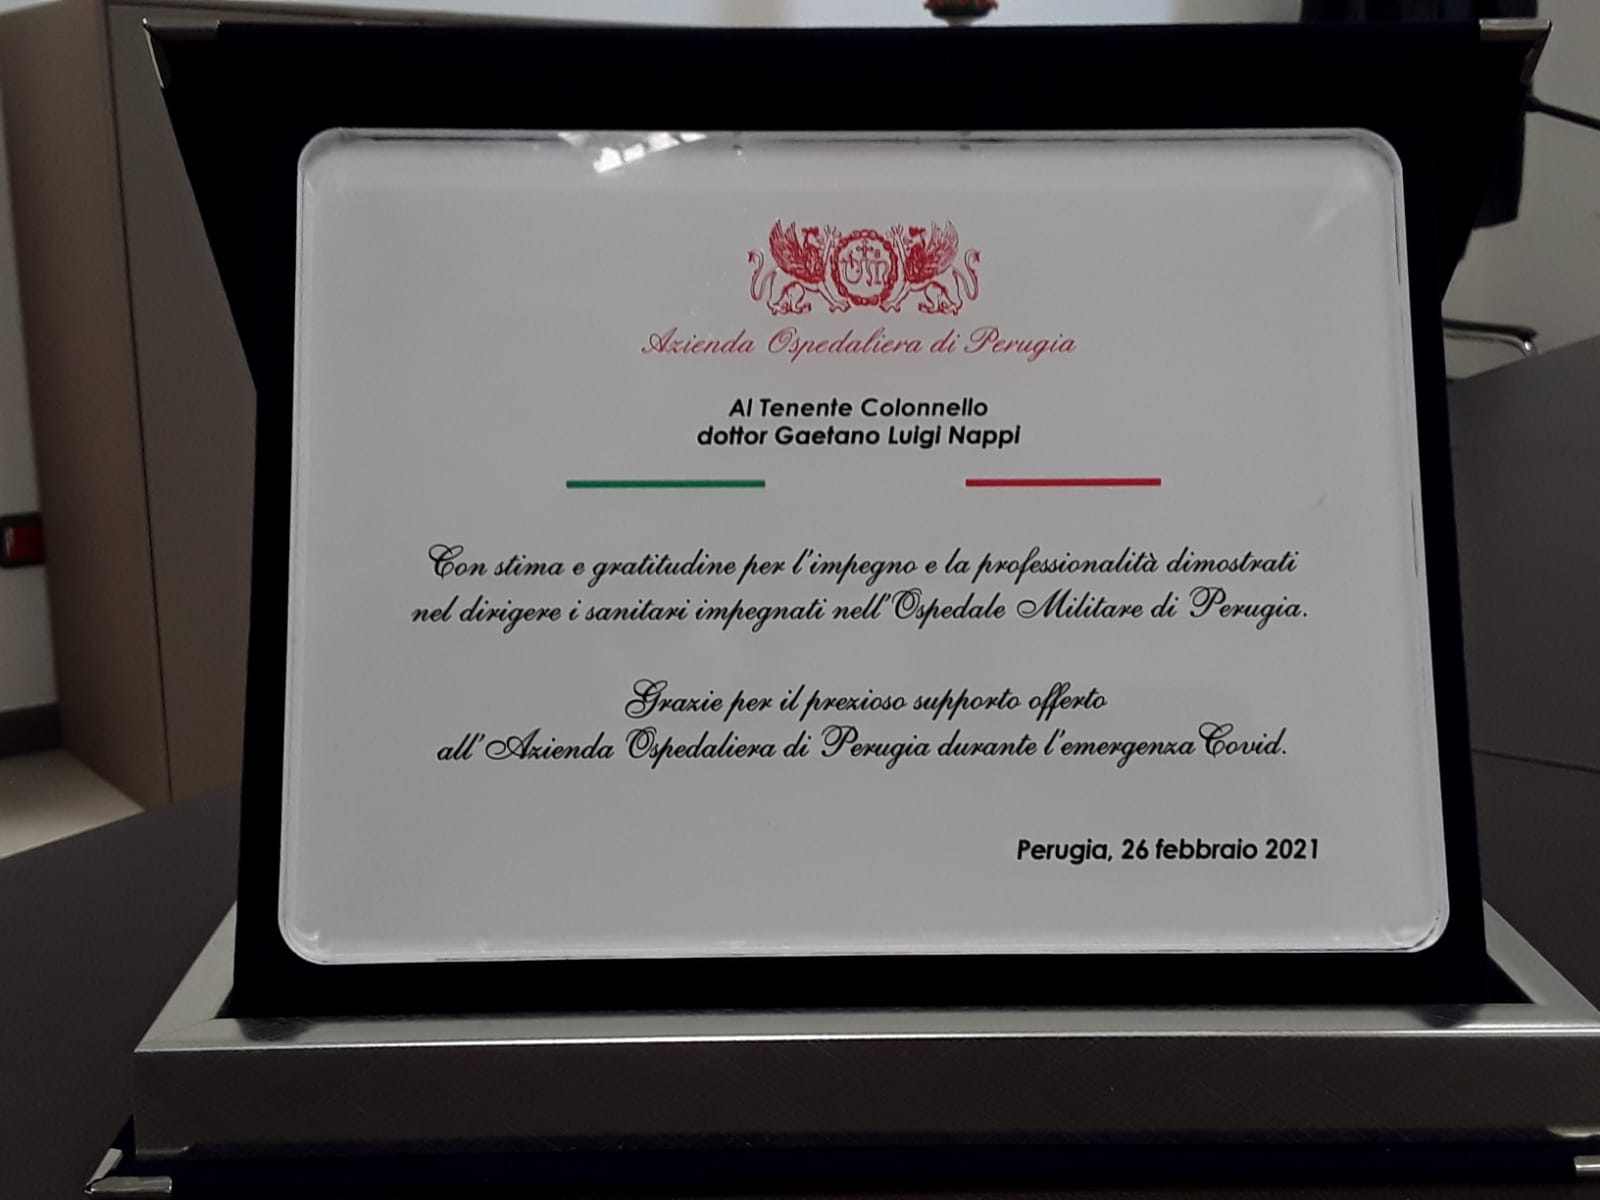 Azienda Ospedaliera di Perugia
Al Tenente Colonnello
dottor Gaetano Luigi Nappi
Con stima e gratitudine per l'impegno e la professionalità dimostrati
nel dirigere i sanitari impegnati nell'Ospedale Militare di Perugia.
Grazie per il prezioso supporto offerto
all'Azienda Ospedaliera di Perugia durante l'emergenza Covid.
Perugia, 26 febbraio 2021